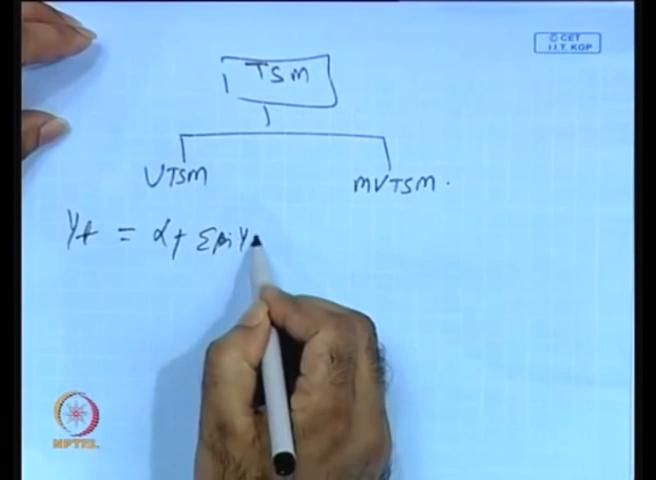 © CET
I.I.T. KGP
TSM
UTSM MVTSM.
Yt = α + Σβi Y
NPTEL